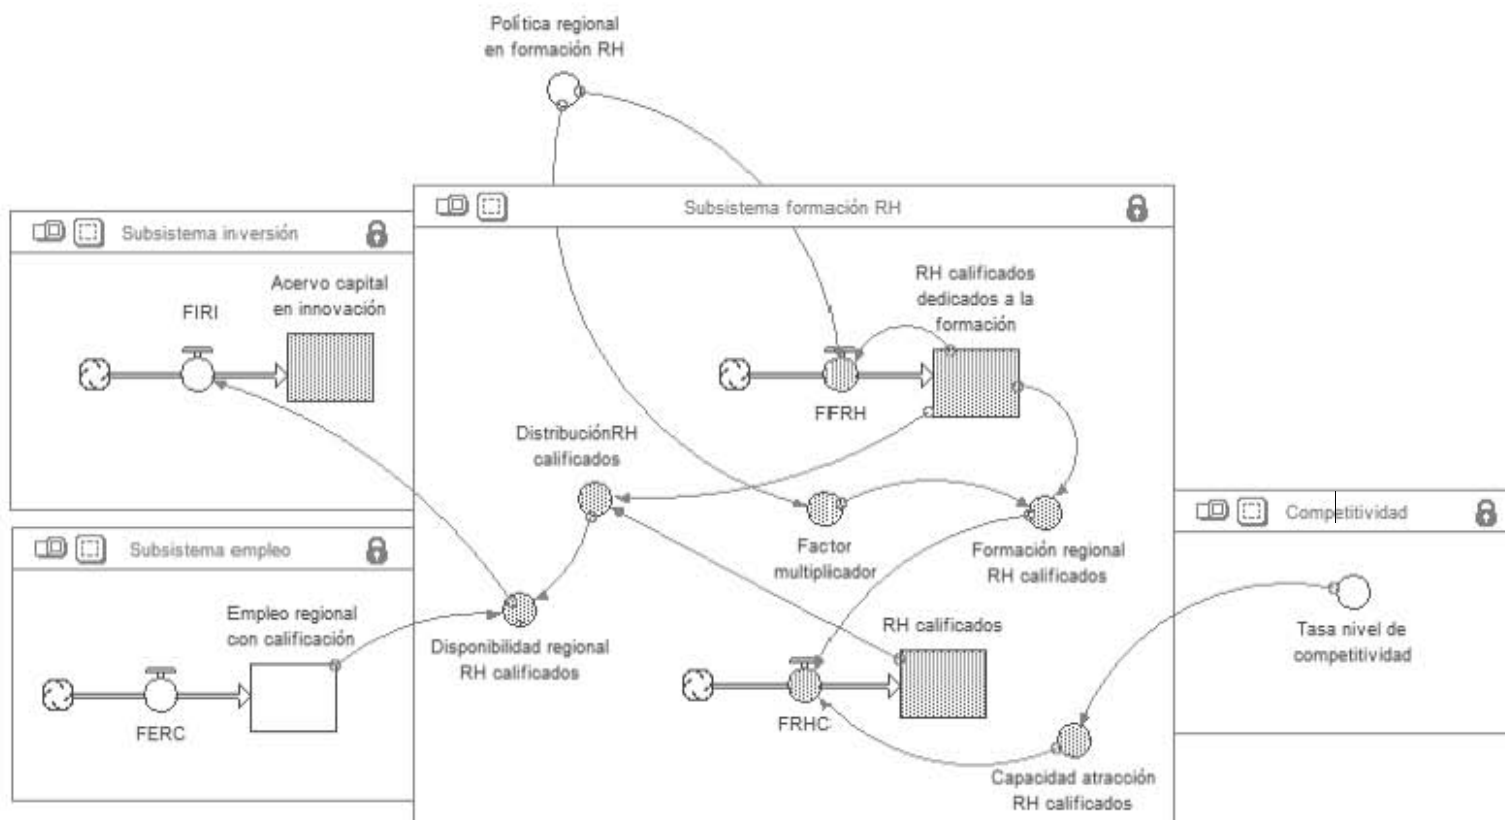 Política regional
en formación RH
Subsistema formación RH
Subsistema inversión
Acervo capital
en innovación
FIRI
RH calificados
dedicados a la
formación
FIFRH
DistribuciónRH
calificados
Factor
multiplicador
Formación regional
RH calificados
Competitividad
Subsistema empleo
Empleo regional
con calificación
Disponibilidad regional
RH calificados
RH calificados
Tasa nivel de
competitividad
FERC
FRHC
Capacidad atracción
RH calificados